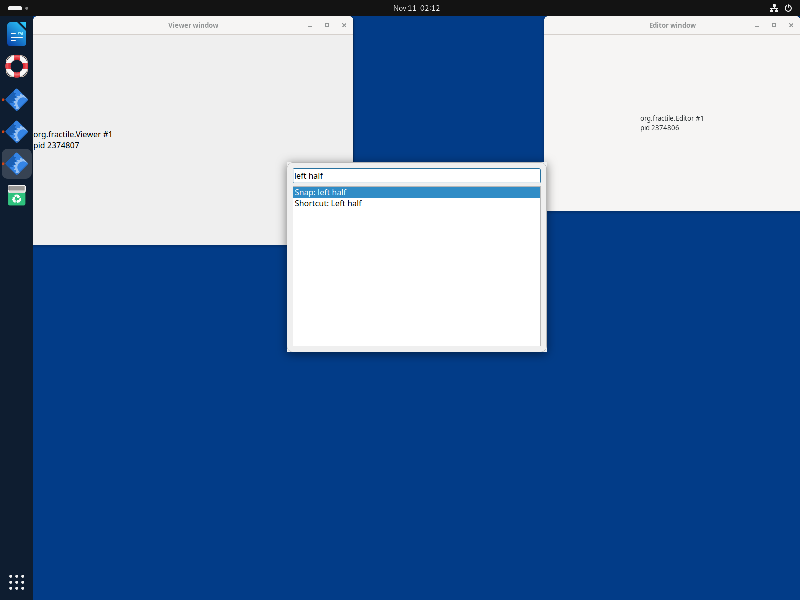 Nov 11 02:12
Viewer window
Editor window
org.fractile.Editor #1
pid 2374806
org.fractile.Viewer #1
pid 2374807
left half
Snap: left half
Shortcut: Left half